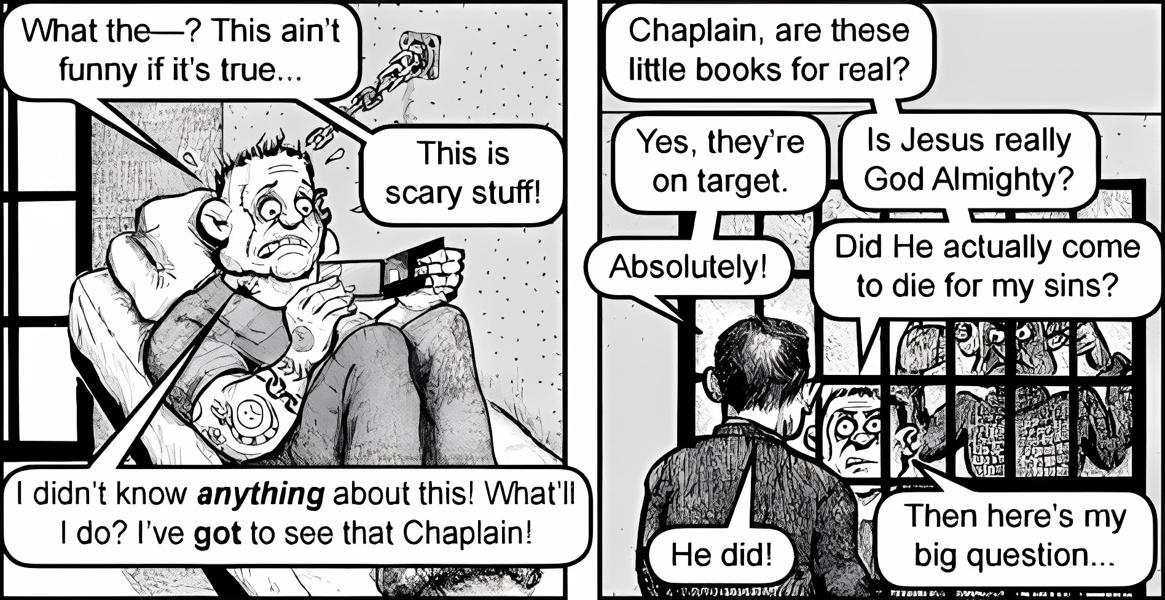 What the—? This ain't
funny if it's true...
This is
scary stuff!
I didn't know anything about this! What'll
I do? I've got to see that Chaplain!
Chaplain, are these
little books for real?
Yes, they're
on target.
Absolutely!
Is Jesus really
God Almighty?
Did He actually come
to die for my sins?
He did!
Then here's my
big question...